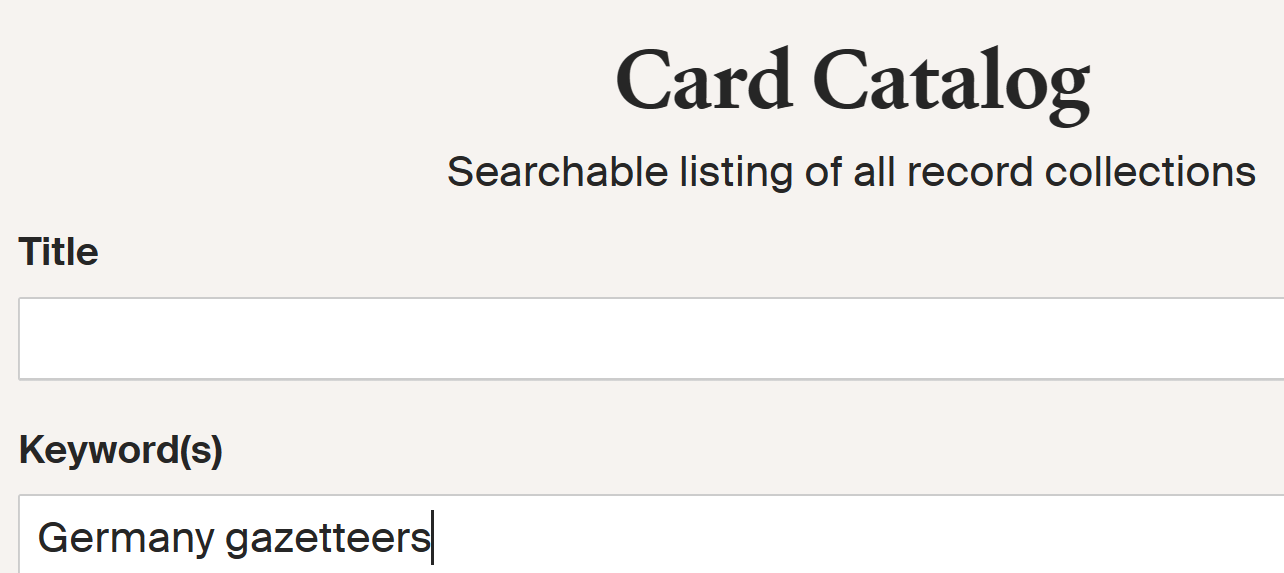 Card Catalog
Searchable listing of all record collections
Title
Keyword(s)
Germany gazetteers